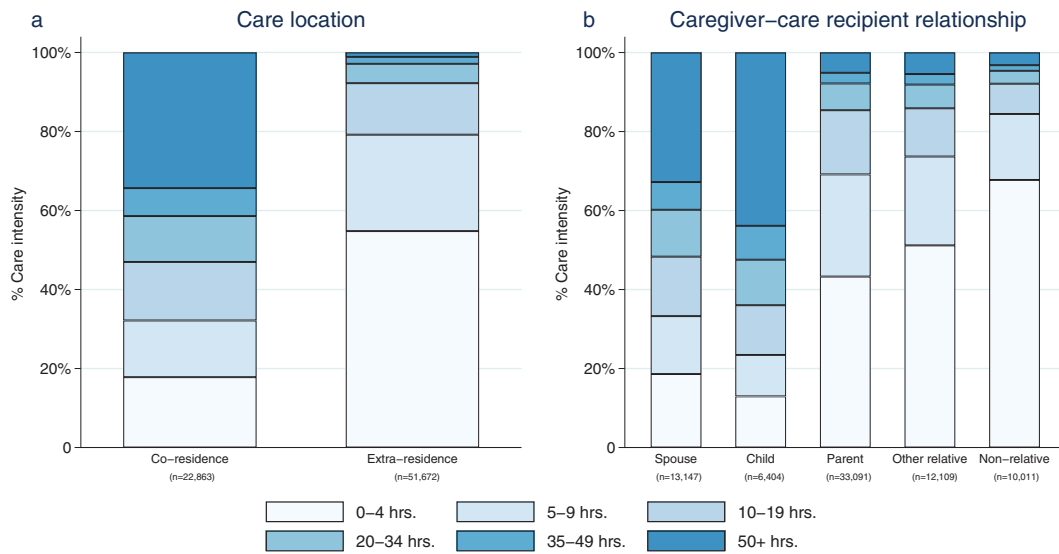 a
Care location
100%
80%
60%
40%
20%
0
% Care intensity
Co–residence
(n=22,863)
Extra–residence
(n=51,672)
b
Caregiver–care recipient relationship
100%
80%
60%
40%
20%
0
% Care intensity
Spouse
(n=13,147)
Child
(n=6,404)
Parent
(n=33,091)
Other relative
(n=12,109)
Non–relative
(n=10,011)
0–4 hrs.
5–9 hrs.
10–19 hrs.
20–34 hrs.
35–49 hrs.
50+ hrs.